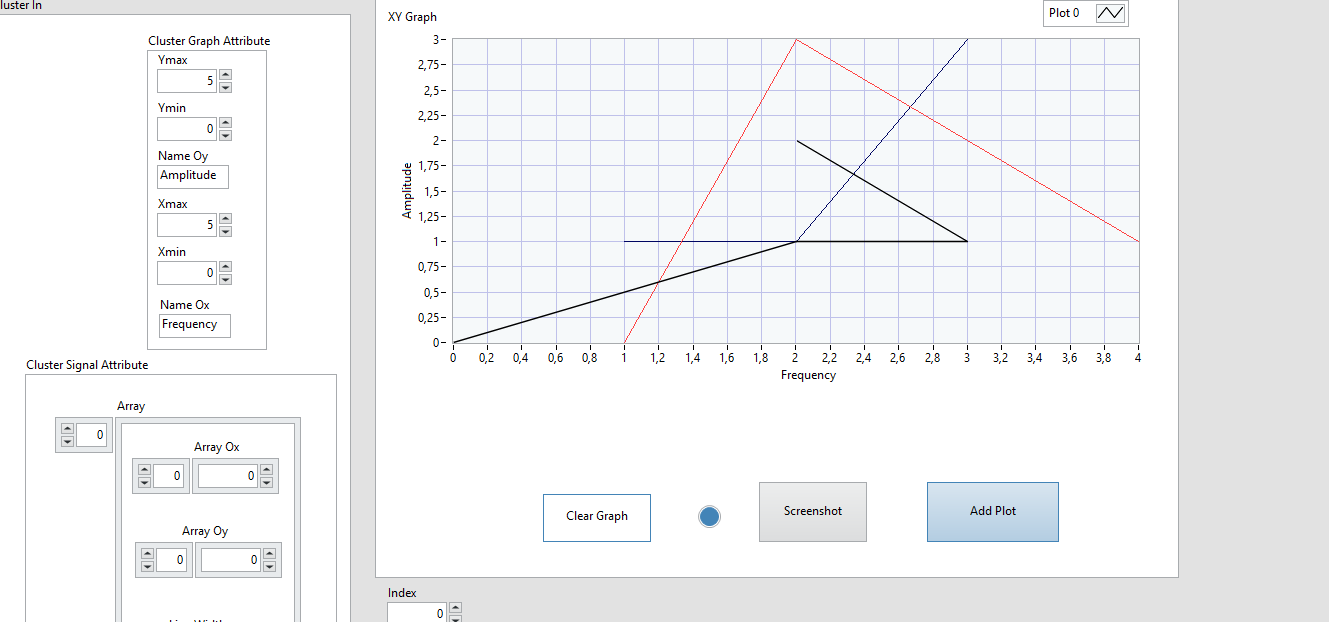 luster In
Cluster Graph Attribute
Ymax
5
Ymin
0
Name Oy
Amplitude
Xmax
5
Xmin
0
Name Ox
Frequency
Cluster Signal Attribute
Array
0
Array Ox
0 0
Array Oy
0 0
XY Graph
Plot 0
3
2,75
2,5
2,25
2
1,75
1,5
1,25
1
0,75
0,5
0,25
0
Amplitude
0 0,2 0,4 0,6 0,8 1 1,2 1,4 1,6 1,8 2 2,2 2,4 2,6 2,8 3 3,2 3,4 3,6 3,8 4
Frequency
Clear Graph
Screenshot
Add Plot
Index
0